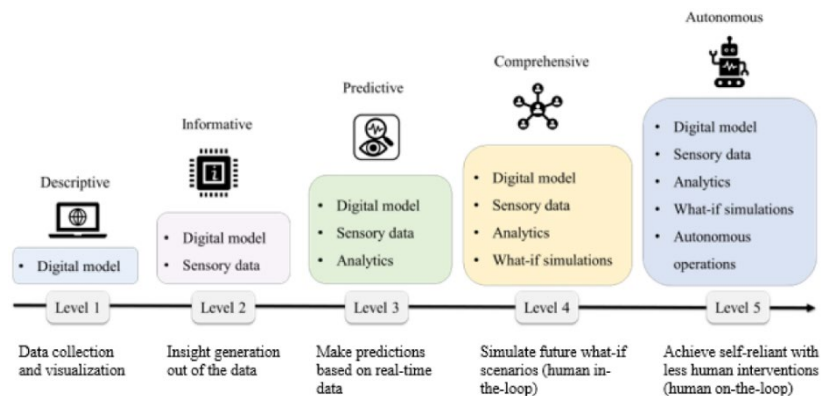 Descriptive
• Digital model
Level 1
Data collection
and visualization
Informative
i
• Digital model
• Sensory data
Level 2
Insight generation
out of the data
Predictive
• Digital model
• Sensory data
• Analytics
Level 3
Make predictions
based on real-time
data
Comprehensive
• Digital model
• Sensory data
• Analytics
• What-if simulations
Level 4
Simulate future what-if
scenarios (human in-
the-loop)
Autonomous
• Digital model
• Sensory data
• Analytics
• What-if simulations
• Autonomous
operations
Level 5
Achieve self-reliant with
less human interventions
(human on-the-loop)